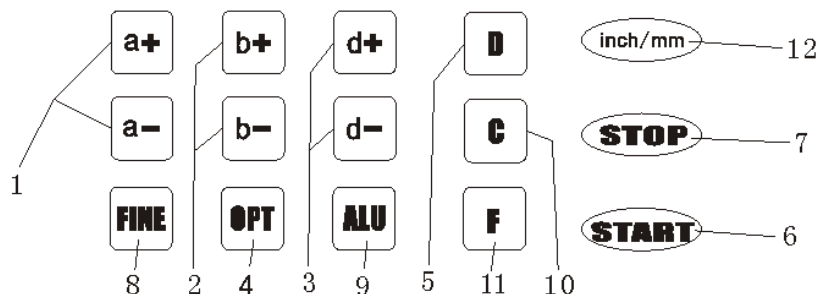 a+ b+ d+ D inch/mm 12
a- b- d- C STOP 7
1
FINE OPT ALU F START 6
8 2 4 3 9 5 11 10